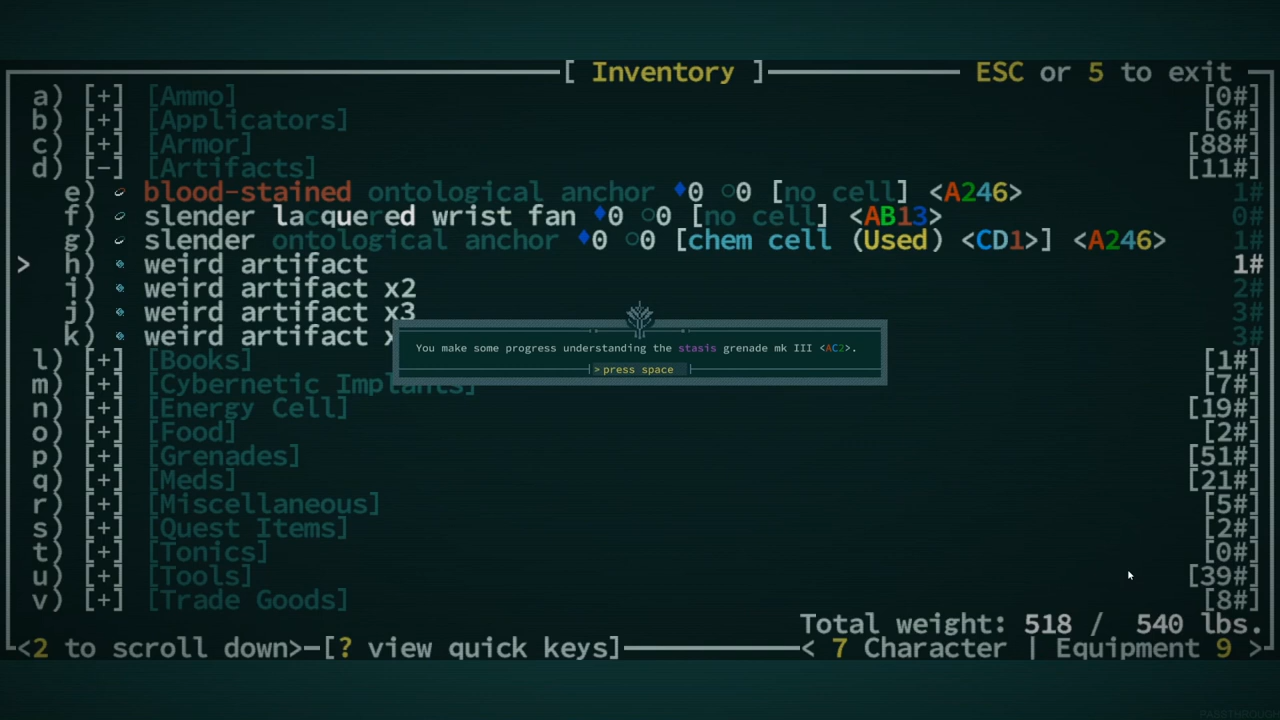 [ Inventory ] ESC or 5 to exit
a) [+] [Ammo] [0#]
b) [+] [Applicators] [6#]
c) [+] [Armor] [88#]
d) [-] [Artifacts] [11#]
e) blood-stained ontological anchor ♦0 ○0 [no cell] <A246> 1#
f) slender lacquered wrist fan ♦0 ○0 [no cell] <AB13> 0#
g) slender ontological anchor ♦0 ○0 [chem cell (Used) <CD1>] <A246> 1#
> h) weird artifact 1#
i) weird artifact x2 2#
j) weird artifact x3 3#
k) weird artifact x 3#
You make some progress understanding the stasis grenade mk III <AC2>.
> press space
l) [+] [Books] [1#]
m) [+] [Cybernetic Implants] [7#]
n) [+] [Energy Cell] [19#]
o) [+] [Food] [2#]
p) [+] [Grenades] [51#]
q) [+] [Meds] [21#]
r) [+] [Miscellaneous] [5#]
s) [+] [Quest Items] [2#]
t) [+] [Tonics] [0#]
u) [+] [Tools] [39#]
v) [+] [Trade Goods] [8#]
Total weight: 518 / 540 lbs.
<2 to scroll down> [? view quick keys] < 7 Character | Equipment 9 >